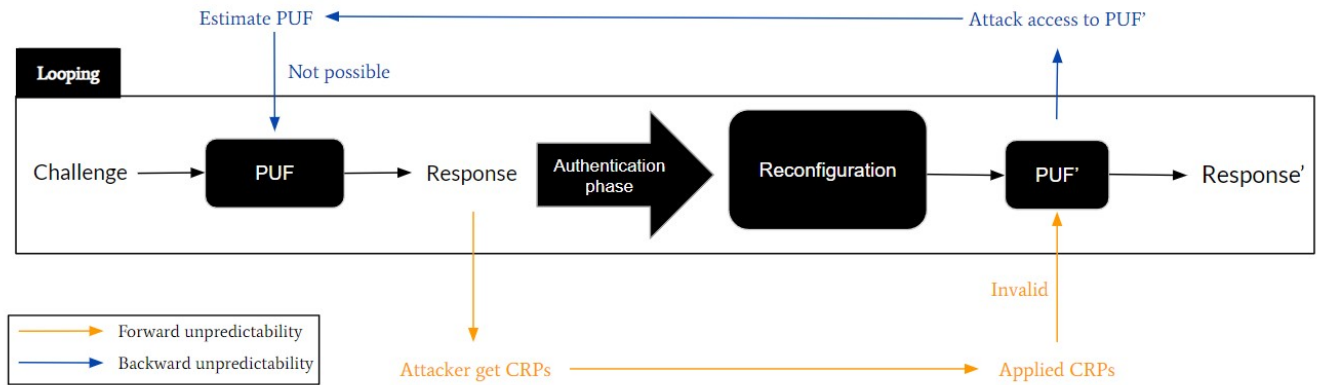 Estimate PUF
Attack access to PUF’
Looping
Not possible
Challenge
PUF
Response
Authentication
phase
Reconfiguration
PUF’
Response’
Invalid
Forward unpredictability
Backward unpredictability
Attacker get CRPs
Applied CRPs